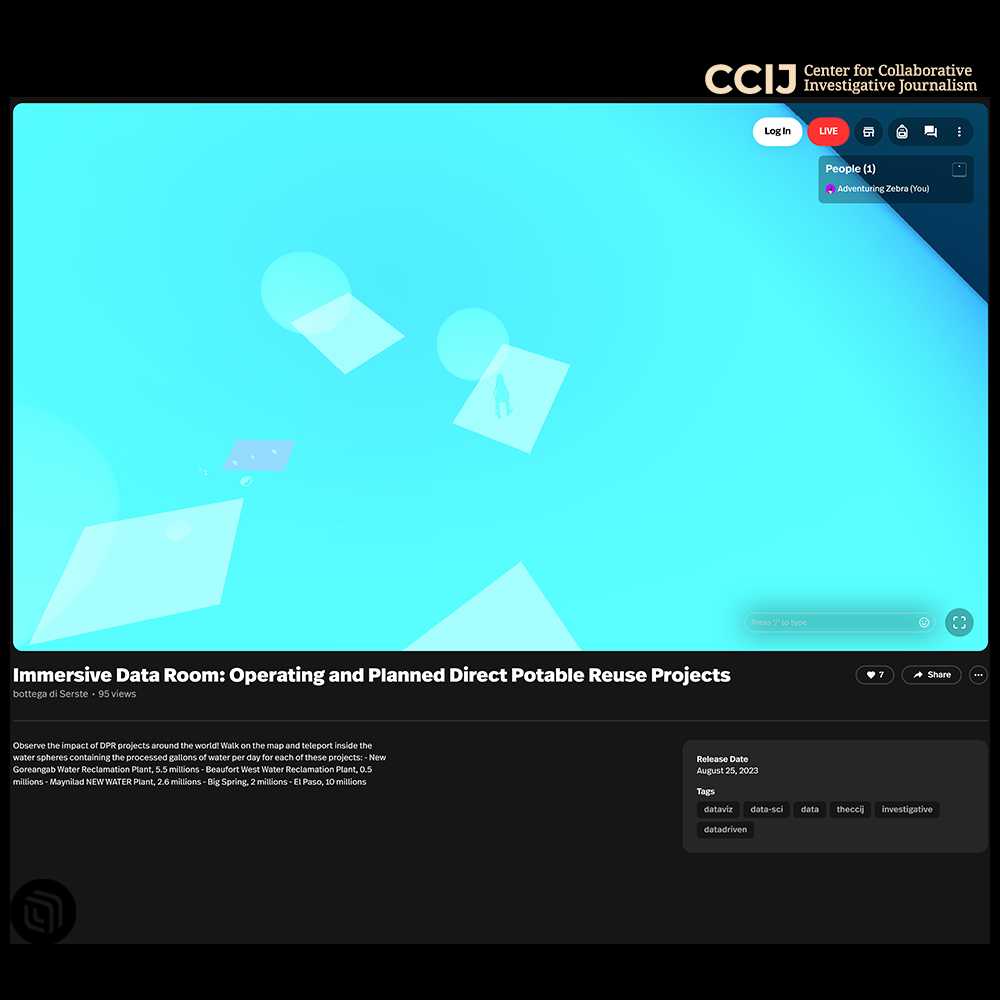 CCIJ Center for Collaborative
Investigative Journalism
Log In
LIVE
People (1)
Adventuring Zebra (You)
Press '/' to type
Immersive Data Room: Operating and Planned Direct Potable Reuse Projects
7
Share
bottega di Serste • 95 views
Observe the impact of DPR projects around the world! Walk on the map and teleport inside the
water spheres containing the processed gallons of water per day for each of these projects: - New
Goreangab Water Reclamation Plant, 5.5 millions - Beaufort West Water Reclamation Plant, 0.5
millions - Maynilad NEW WATER Plant, 2.6 millions - Big Spring, 2 millions - El Paso, 10 millions
Release Date
August 25, 2023
Tags
dataviz data-sci data theccij investigative
datadriven